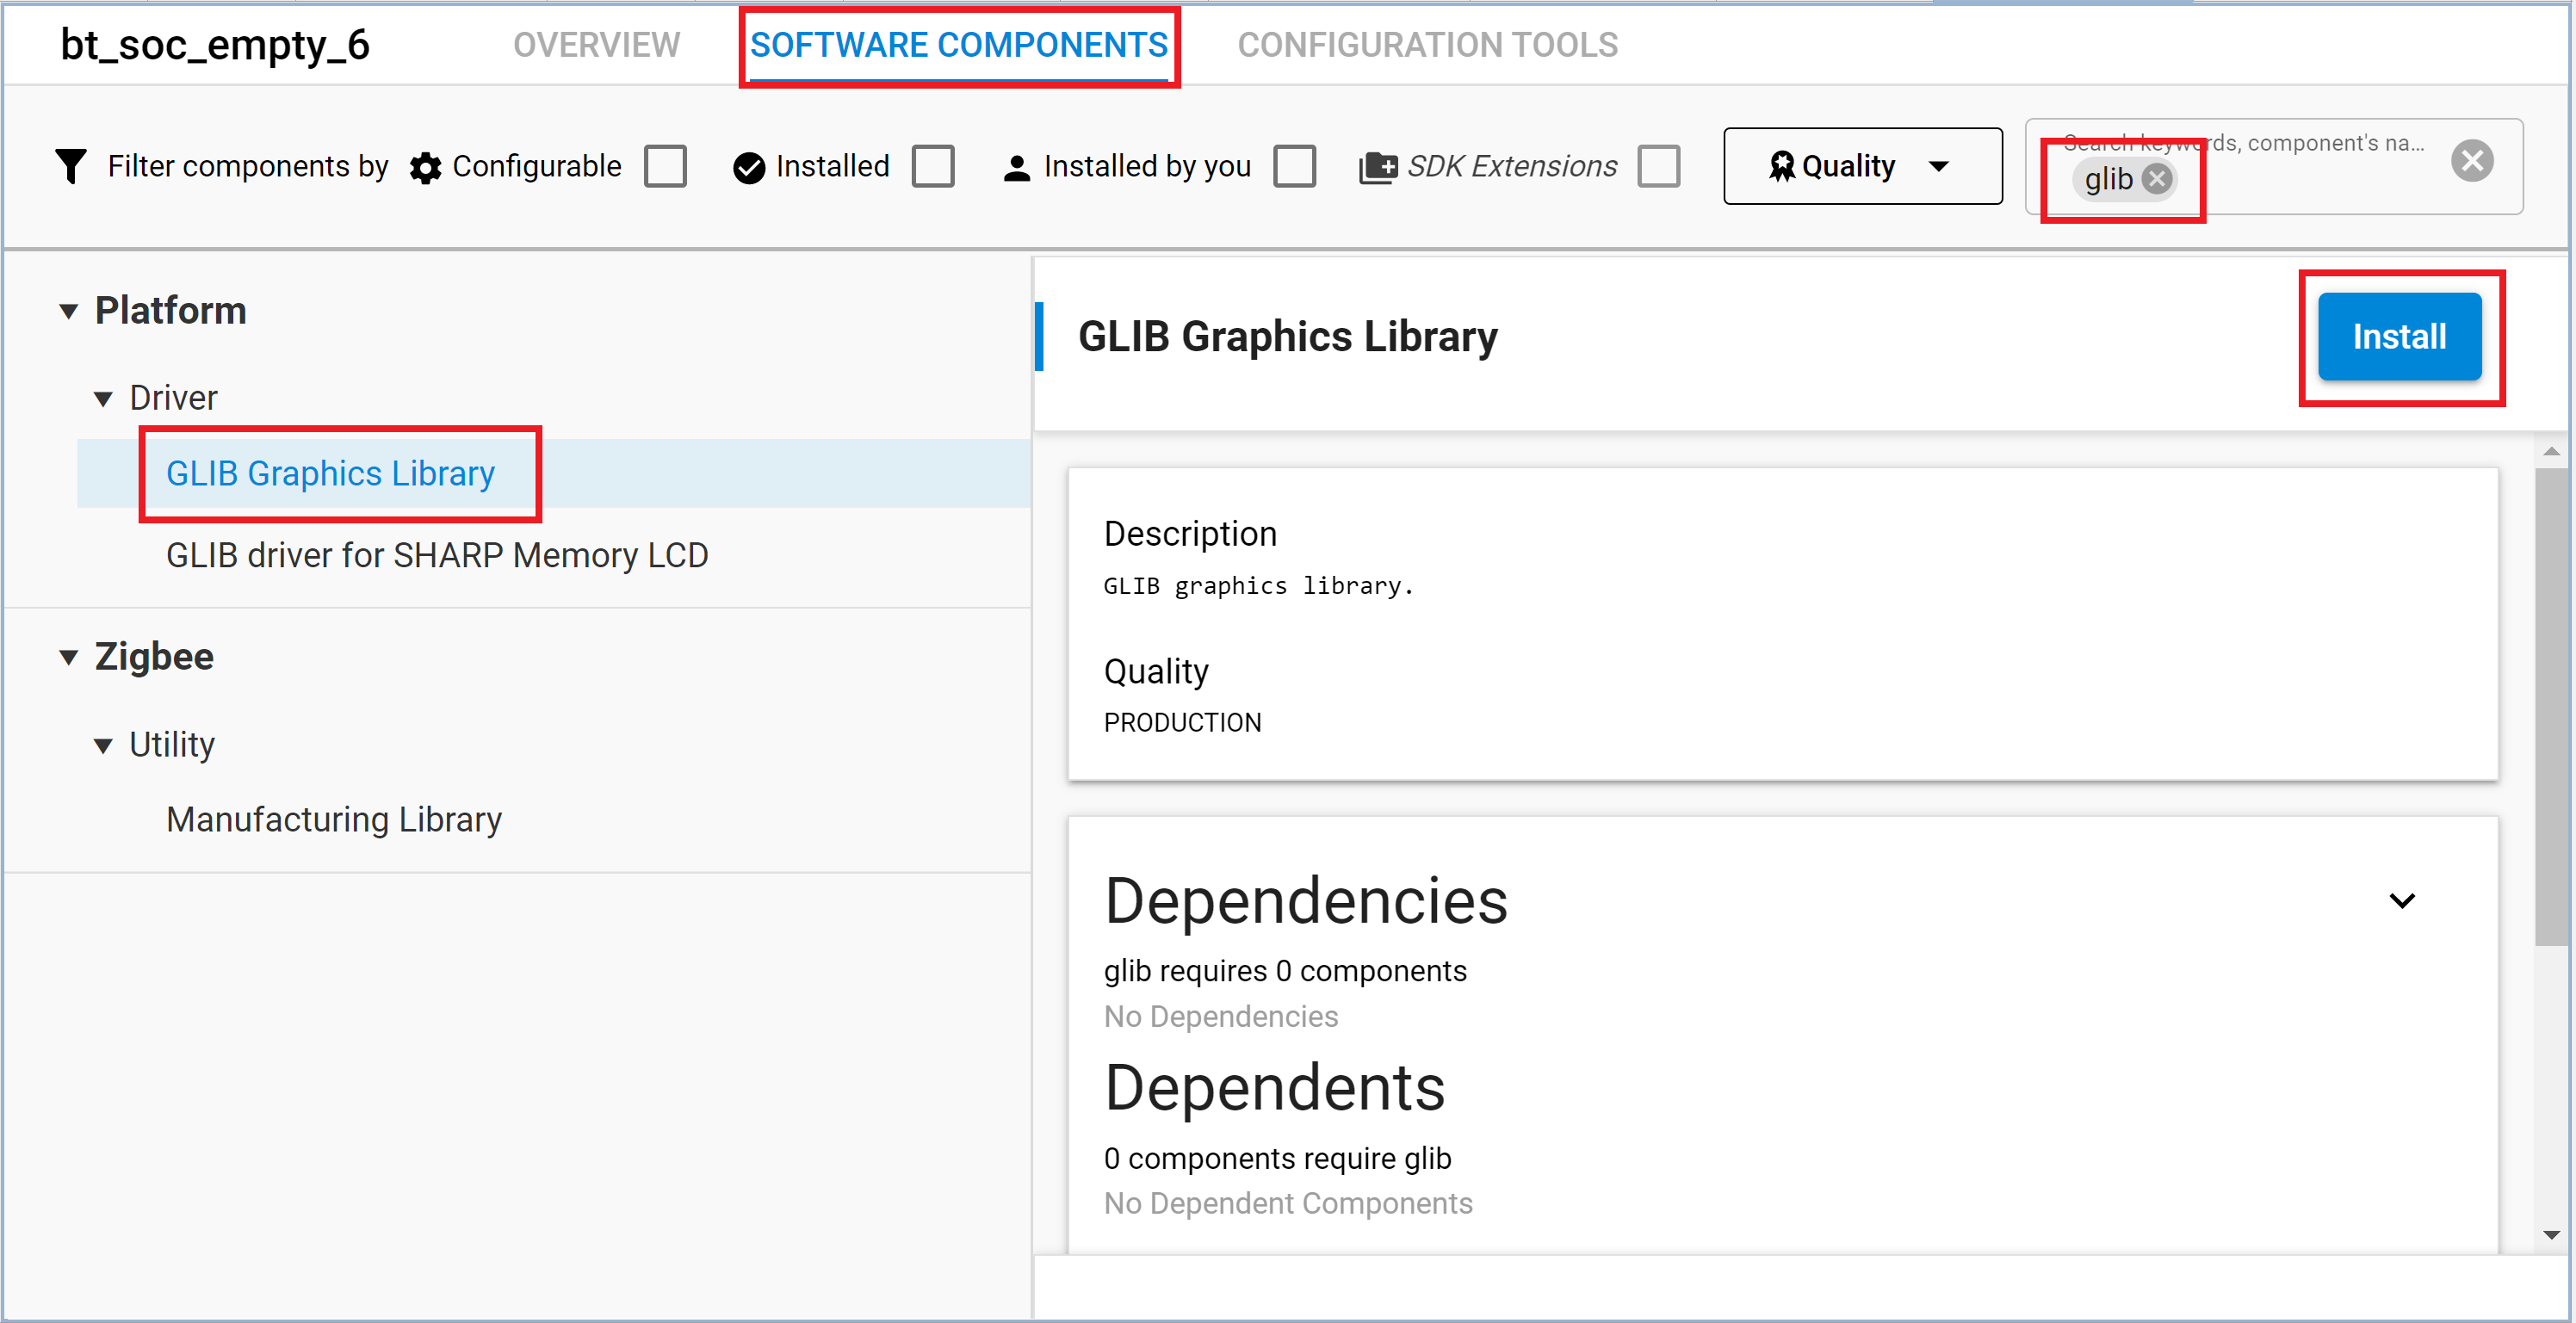 bt_soc_empty_6 OVERVIEW SOFTWARE COMPONENTS CONFIGURATION TOOLS
Filter components by Configurable Installed Installed by you SDK Extensions Quality
Search keywords, component's na...
glib
Platform
Driver
GLIB Graphics Library
GLIB driver for SHARP Memory LCD
Zigbee
Utility
Manufacturing Library
GLIB Graphics Library
Install
Description
GLIB graphics library.
Quality
PRODUCTION
Dependencies
glib requires 0 components
No Dependencies
Dependents
0 components require glib
No Dependent Components